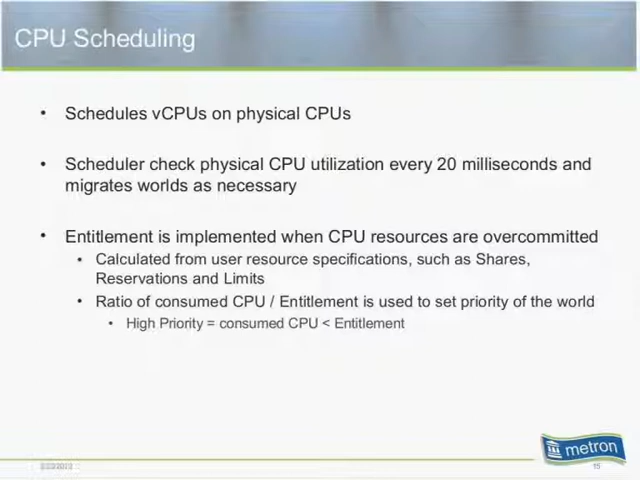 CPU Scheduling
• Schedules vCPUs on physical CPUs
• Scheduler check physical CPU utilization every 20 milliseconds and
migrates worlds as necessary
• Entitlement is implemented when CPU resources are overcommitted
• Calculated from user resource specifications, such as Shares,
Reservations and Limits
• Ratio of consumed CPU / Entitlement is used to set priority of the world
• High Priority = consumed CPU < Entitlement
metron
15